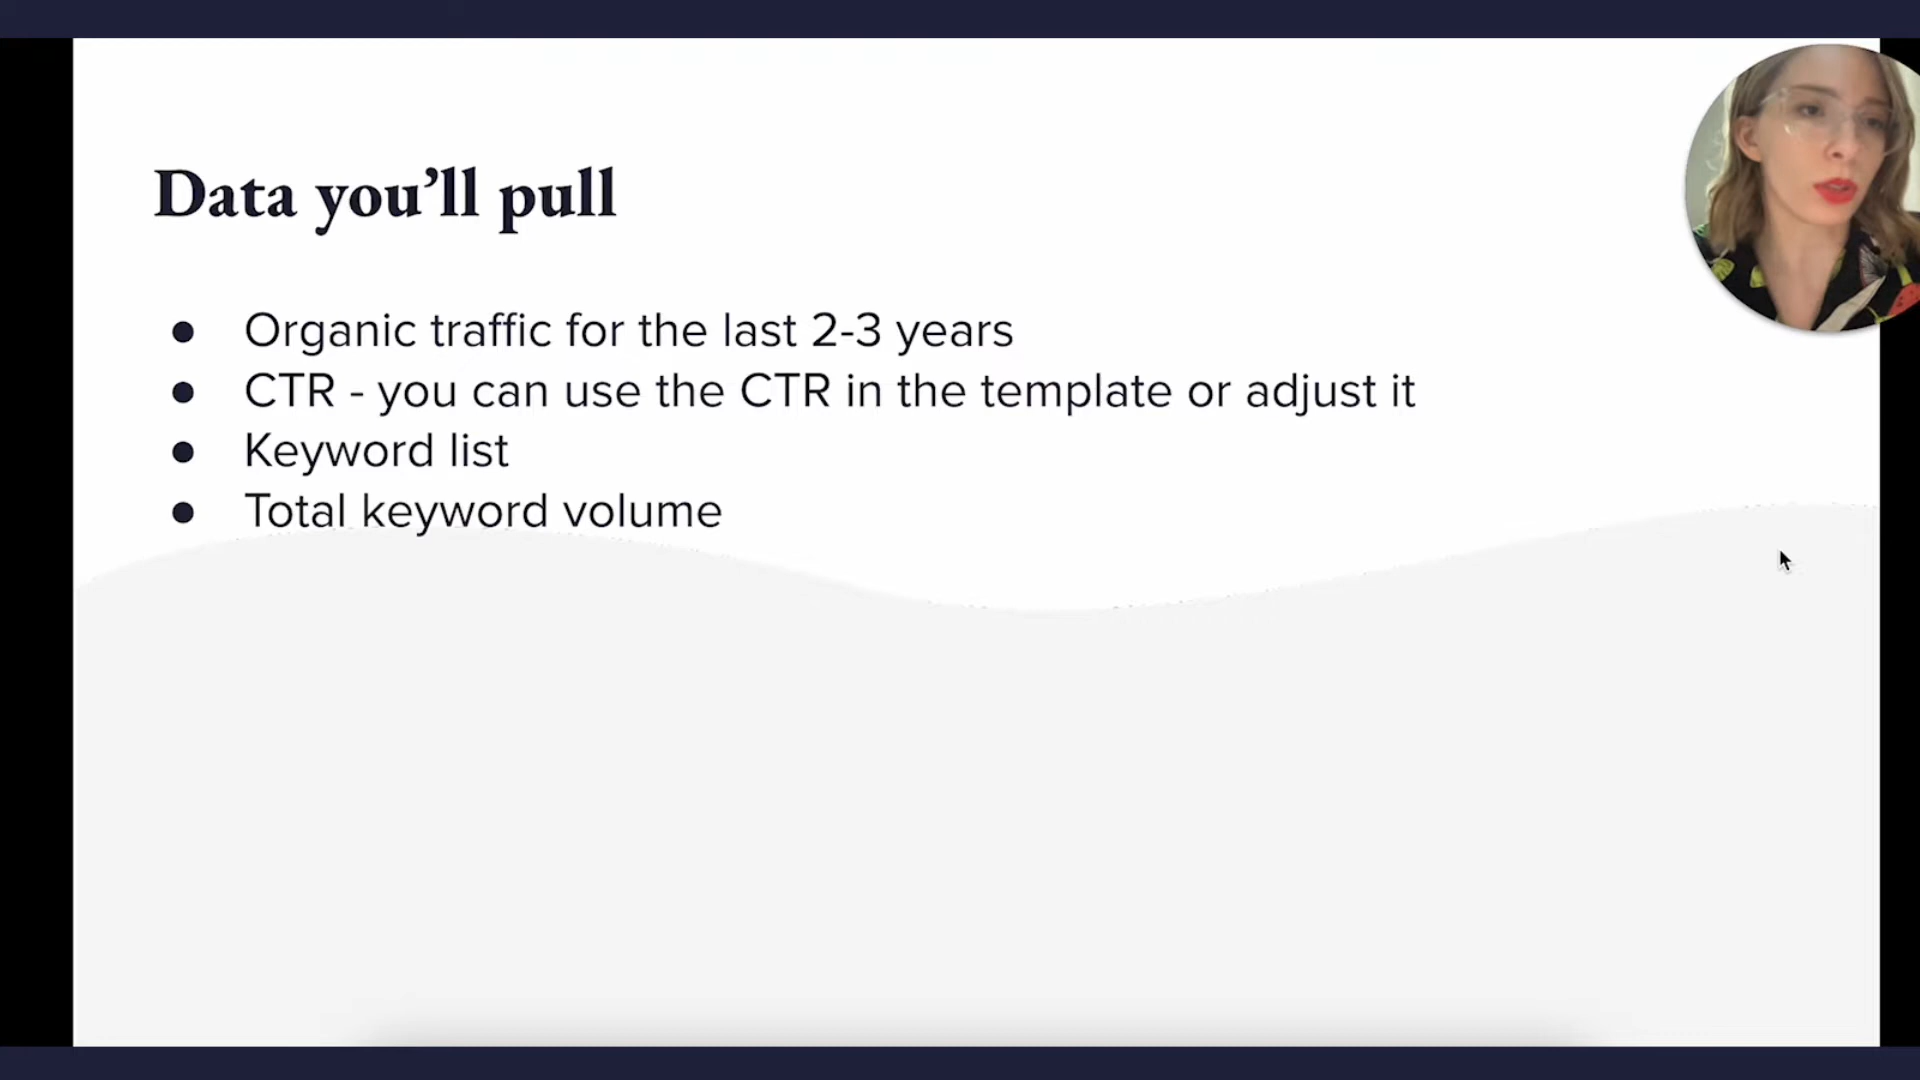 Data you’ll pull
● Organic traffic for the last 2-3 years
● CTR - you can use the CTR in the template or adjust it
● Keyword list
● Total keyword volume